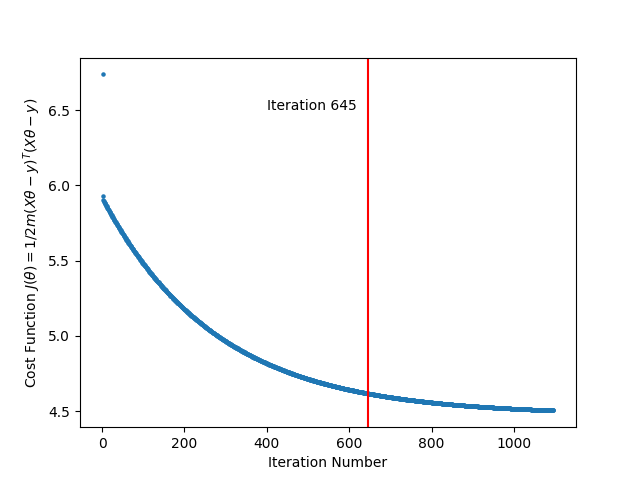 Iteration 645
6.5
6.0
5.5
5.0
4.5
Cost Function J(θ) = 1/2m(Xθ − y)ᵀ(Xθ − y)
0 200 400 600 800 1000
Iteration Number